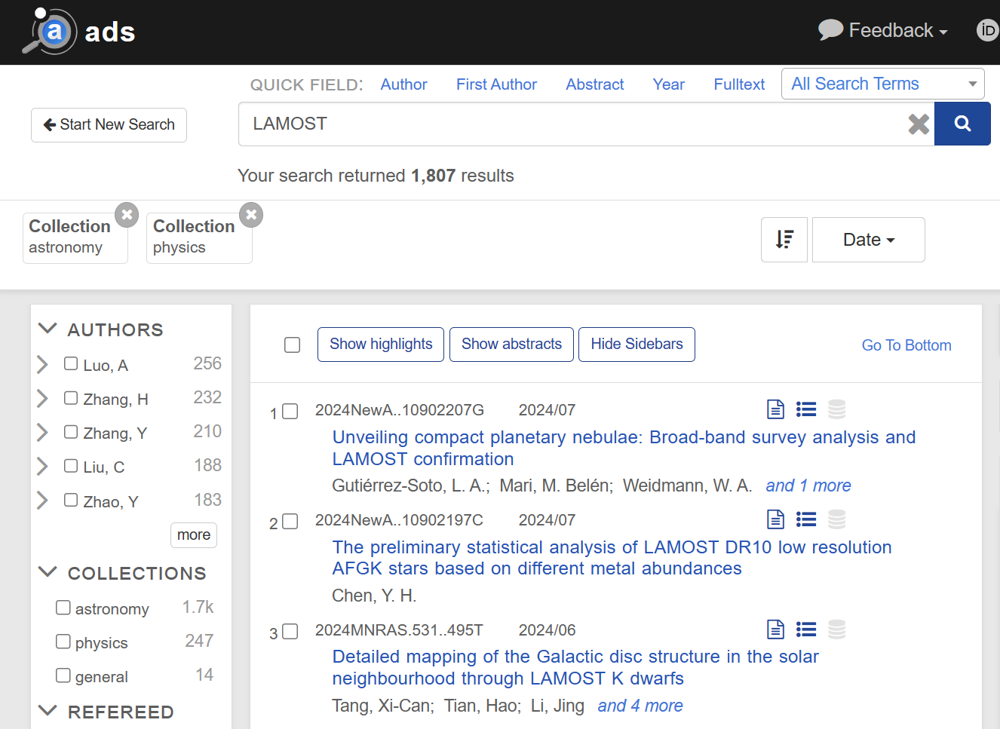 a ads
Feedback
iD
QUICK FIELD: Author First Author Abstract Year Fulltext All Search Terms
Start New Search
LAMOST
Your search returned 1,807 results
Collection
astronomy
Collection
physics
Date
AUTHORS
Luo, A 256
Zhang, H 232
Zhang, Y 210
Liu, C 188
Zhao, Y 183
more
COLLECTIONS
astronomy 1.7k
physics 247
general 14
REFEREED
Show highlights Show abstracts Hide Sidebars Go To Bottom
1 2024NewA..10902207G 2024/07
Unveiling compact planetary nebulae: Broad-band survey analysis and
LAMOST confirmation
Gutiérrez-Soto, L. A.; Mari, M. Belén; Weidmann, W. A. and 1 more
2 2024NewA..10902197C 2024/07
The preliminary statistical analysis of LAMOST DR10 low resolution
AFGK stars based on different metal abundances
Chen, Y. H.
3 2024MNRAS.531..495T 2024/06
Detailed mapping of the Galactic disc structure in the solar
neighbourhood through LAMOST K dwarfs
Tang, Xi-Can; Tian, Hao; Li, Jing and 4 more